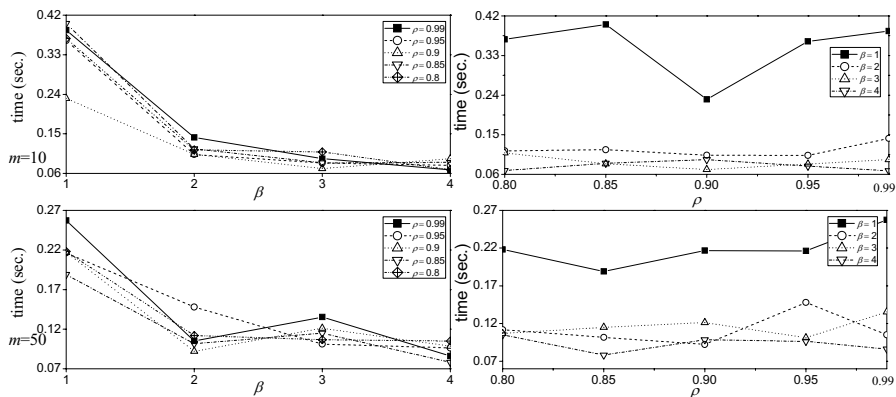 0.42
0.33
0.24
0.15
0.06
time (sec.)
m=10
1
2
3
4
β
ρ = 0.99
ρ = 0.95
ρ = 0.9
ρ = 0.85
ρ = 0.8
0.42
0.33
0.24
0.15
0.06
time (sec.)
0.80
0.85
0.90
0.95
0.99
ρ
β = 1
β = 2
β = 3
β = 4
0.27
0.22
0.17
0.12
0.07
time (sec.)
m=50
1
2
3
4
β
ρ = 0.99
ρ = 0.95
ρ = 0.9
ρ = 0.85
ρ = 0.8
0.27
0.22
0.17
0.12
0.07
time (sec.)
0.80
0.85
0.90
0.95
0.99
ρ
β = 1
β = 2
β = 3
β = 4